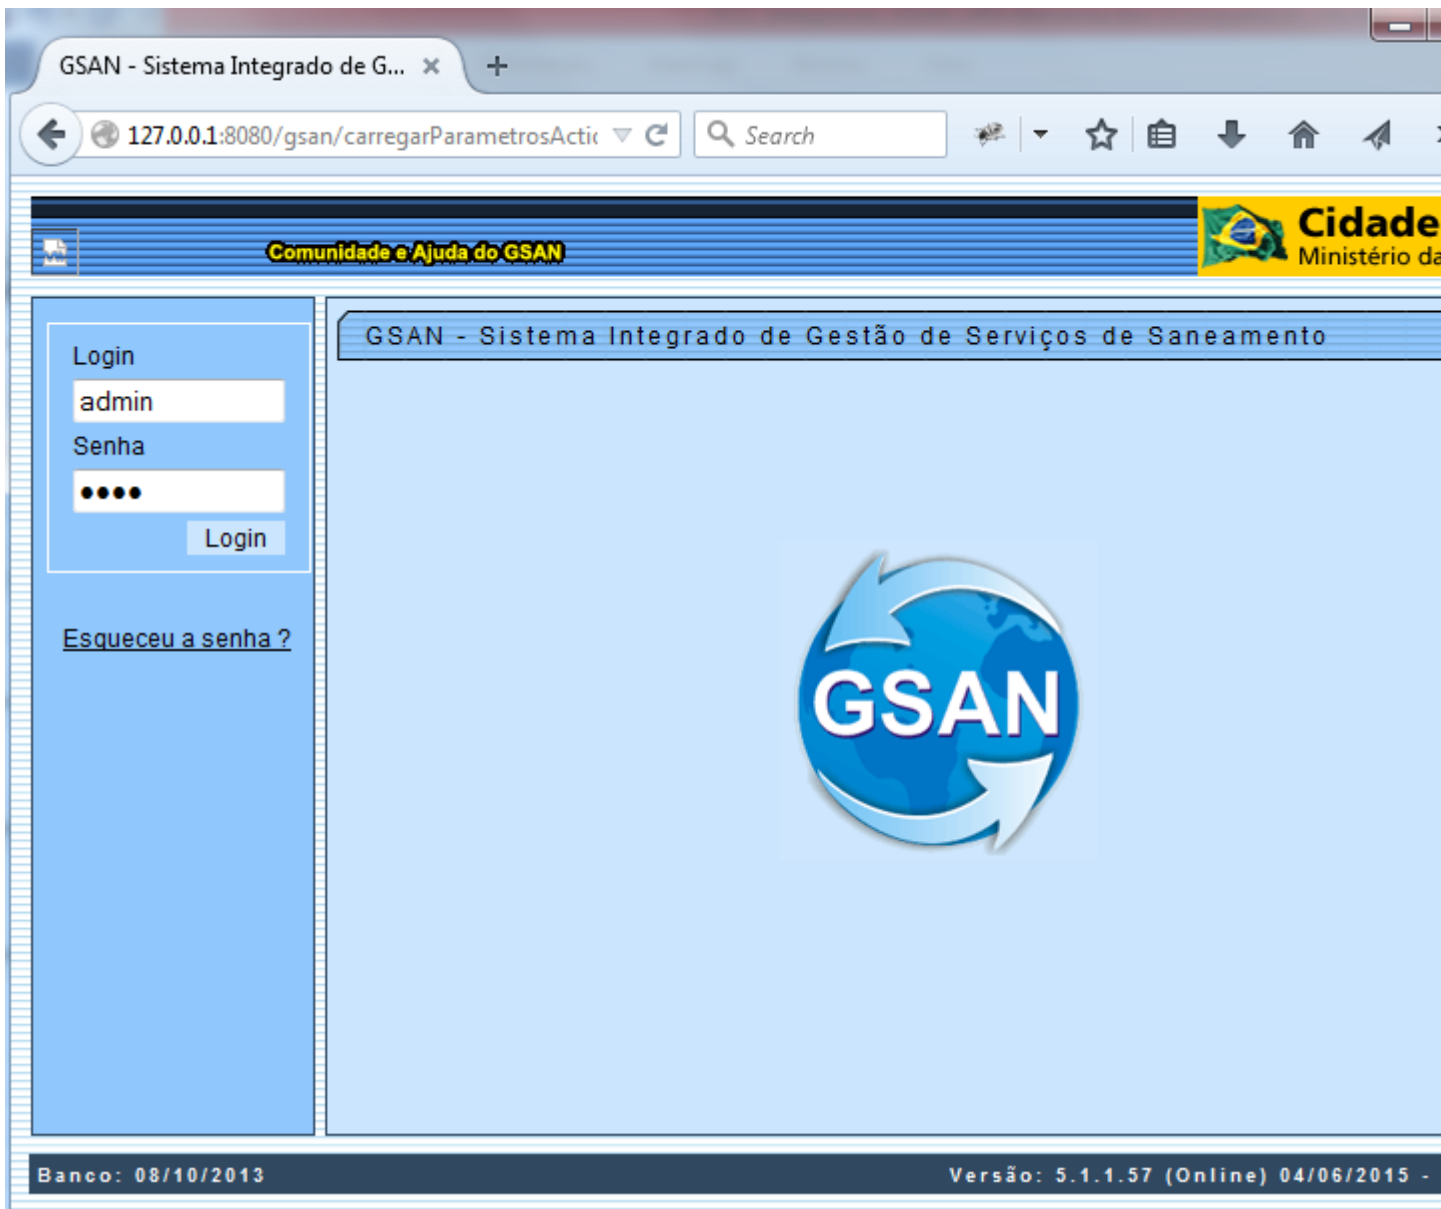 GSAN - Sistema Integrado de G...
127.0.0.1:8080/gsan/carregarParametrosActic
Search
Comunidade e Ajuda do GSAN
Cidade
Ministério da
Login
admin
Senha
••••
Login
Esqueceu a senha ?
GSAN - Sistema Integrado de Gestão de Serviços de Saneamento
GSAN
Banco: 08/10/2013
Versão: 5.1.1.57 (Online) 04/06/2015 -